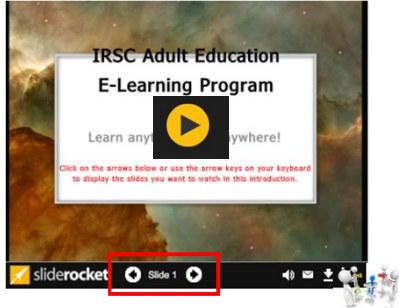 IRSC Adult Education
E-Learning Program
Learn any ywhere!
Click on the arrows below or use the arrow keys on your keyboard
to display the slides you want to watch in this introduction.
sliderocket Slide 1